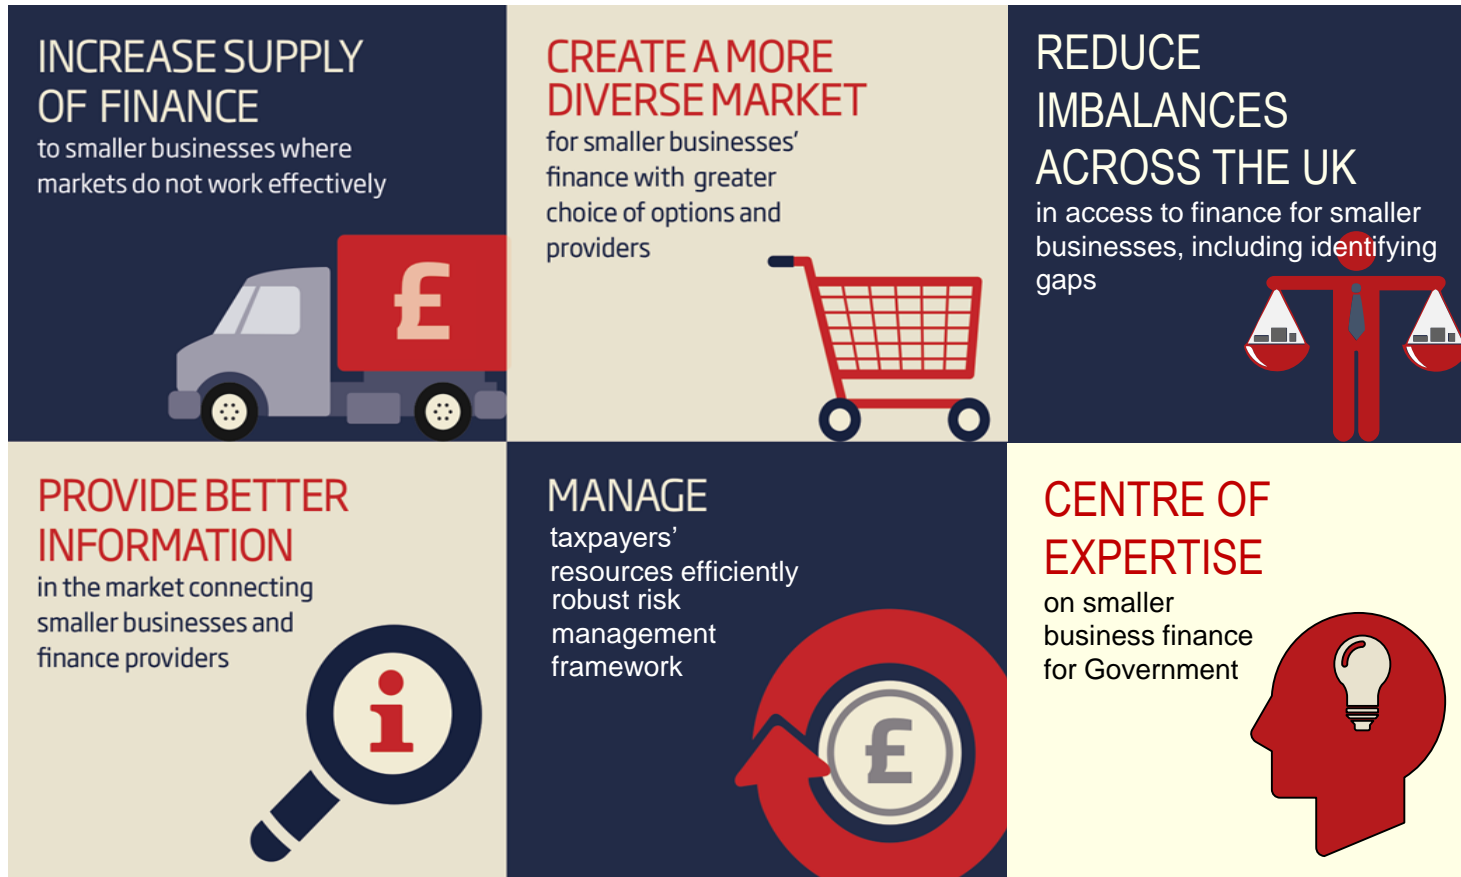 INCREASE SUPPLY
OF FINANCE
to smaller businesses where
markets do not work effectively
£
CREATE A MORE
DIVERSE MARKET
for smaller businesses’
finance with greater
choice of options and
providers
REDUCE
IMBALANCES
ACROSS THE UK
in access to finance for smaller
businesses, including identifying
gaps
PROVIDE BETTER
INFORMATION
in the market connecting
smaller businesses and
finance providers
i
MANAGE
taxpayers’
resources efficiently
robust risk
management
framework
£
CENTRE OF
EXPERTISE
on smaller
business finance
for Government